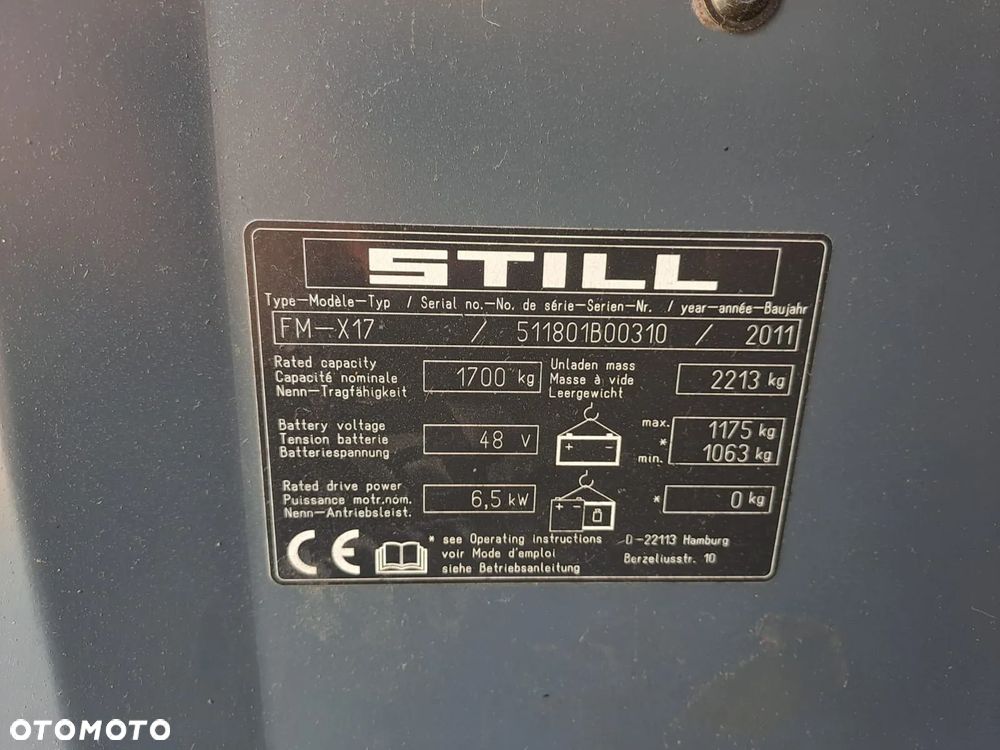 STILL
Type-Modèle-Typ / Serial no.-No. de série-Serien-Nr. / year-année-Baujahr
FM-X17 / 511801B00310 / 2011
Rated capacity
Capacité nominale
Nenn-Tragfähigkeit
1700 kg
Unladen mass
Masse à vide
Leergewicht
2213 kg
Battery voltage
Tension batterie
Batteriespannung
48 V
+ -
max.
*
min.
1175 kg
1063 kg
Rated drive power
Puissance motr.nóm.
Nenn-Antriebsleist.
6,5 kW
+ -
* 0 kg
CE
* see Operating instructions
voir Mode d'emploi
siehe Betriebsanleitung
D-22113 Hamburg
Berzeliusstr. 10
OTOMOTO